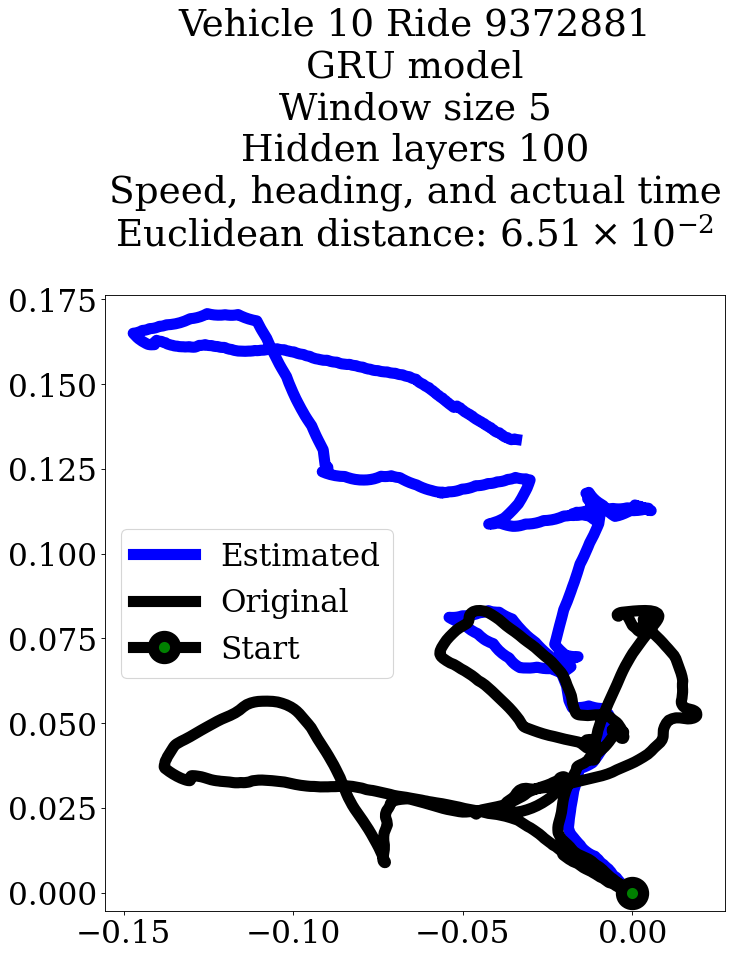 Vehicle 10 Ride 9372881
GRU model
Window size 5
Hidden layers 100
Speed, heading, and actual time
Euclidean distance: 6.51 × 10⁻²
0.175
0.150
0.125
0.100
0.075
0.050
0.025
0.000
Estimated
Original
Start
−0.15
−0.10
−0.05
0.00